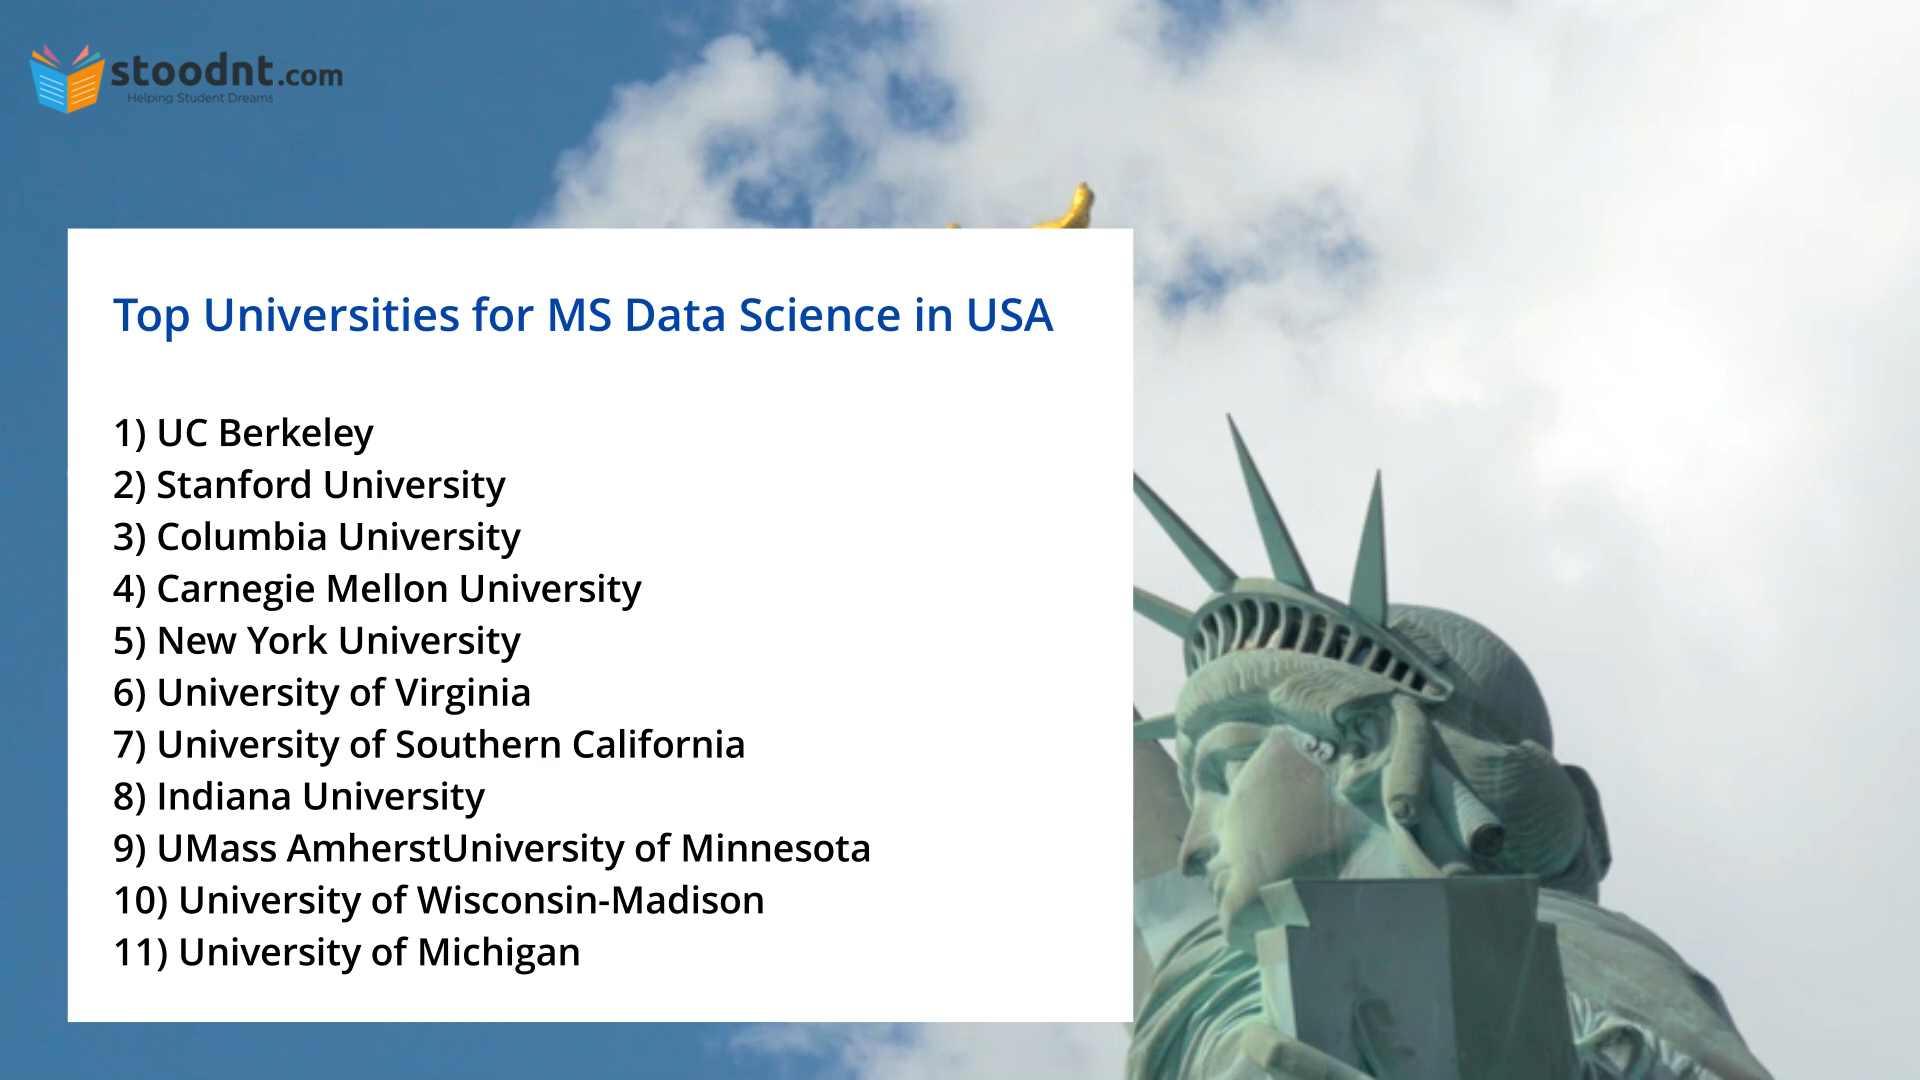 stoodnt.com
Helping Student Dreams
Top Universities for MS Data Science in USA
1) UC Berkeley
2) Stanford University
3) Columbia University
4) Carnegie Mellon University
5) New York University
6) University of Virginia
7) University of Southern California
8) Indiana University
9) UMass AmherstUniversity of Minnesota
10) University of Wisconsin-Madison
11) University of Michigan